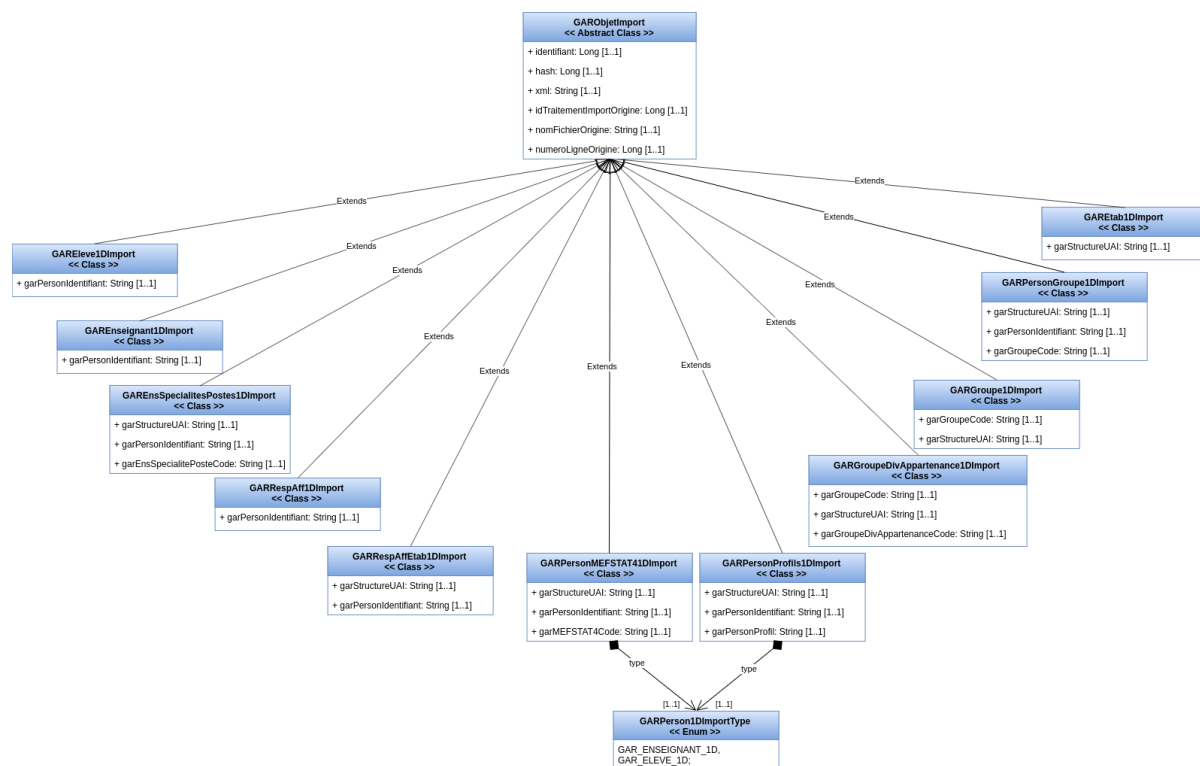 GARObjetImport
<< Abstract Class >>
+ identifiant: Long [1..1]
+ hash: Long [1..1]
+ xml: String [1..1]
+ idTraitementImportOrigine: Long [1..1]
+ nomFichierOrigine: String [1..1]
+ numeroLigneOrigine: Long [1..1]
Extends
Extends
Extends
Extends
Extends
Extends
Extends
Extends
Extends
Extends
Extends
GAREleve1DImport
<< Class >>
+ garPersonIdentifiant: String [1..1]
GAREnseignant1DImport
<< Class >>
+ garPersonIdentifiant: String [1..1]
GAREnsSpecialitesPostes1DImport
<< Class >>
+ garStructureUAI: String [1..1]
+ garPersonIdentifiant: String [1..1]
+ garEnsSpecialitePosteCode: String [1..1]
GARRespAff1DImport
<< Class >>
+ garPersonIdentifiant: String [1..1]
GARRespAffEtab1DImport
<< Class >>
+ garStructureUAI: String [1..1]
+ garPersonIdentifiant: String [1..1]
GARPersonMEFSTAT41DImport
<< Class >>
+ garStructureUAI: String [1..1]
+ garPersonIdentifiant: String [1..1]
+ garMEFSTAT4Code: String [1..1]
GARPersonProfils1DImport
<< Class >>
+ garStructureUAI: String [1..1]
+ garPersonIdentifiant: String [1..1]
+ garPersonProfil: String [1..1]
GARGroupeDivAppartenance1DImport
<< Class >>
+ garGroupeCode: String [1..1]
+ garStructureUAI: String [1..1]
+ garGroupeDivAppartenanceCode: String [1..1]
GARGroupe1DImport
<< Class >>
+ garGroupeCode: String [1..1]
+ garStructureUAI: String [1..1]
GARPersonGroupe1DImport
<< Class >>
+ garStructureUAI: String [1..1]
+ garPersonIdentifiant: String [1..1]
+ garGroupeCode: String [1..1]
GAREtab1DImport
<< Class >>
+ garStructureUAI: String [1..1]
type
type
[1..1]
[1..1]
GARPerson1DImportType
<< Enum >>
GAR_ENSEIGNANT_1D,
GAR_ELEVE_1D;